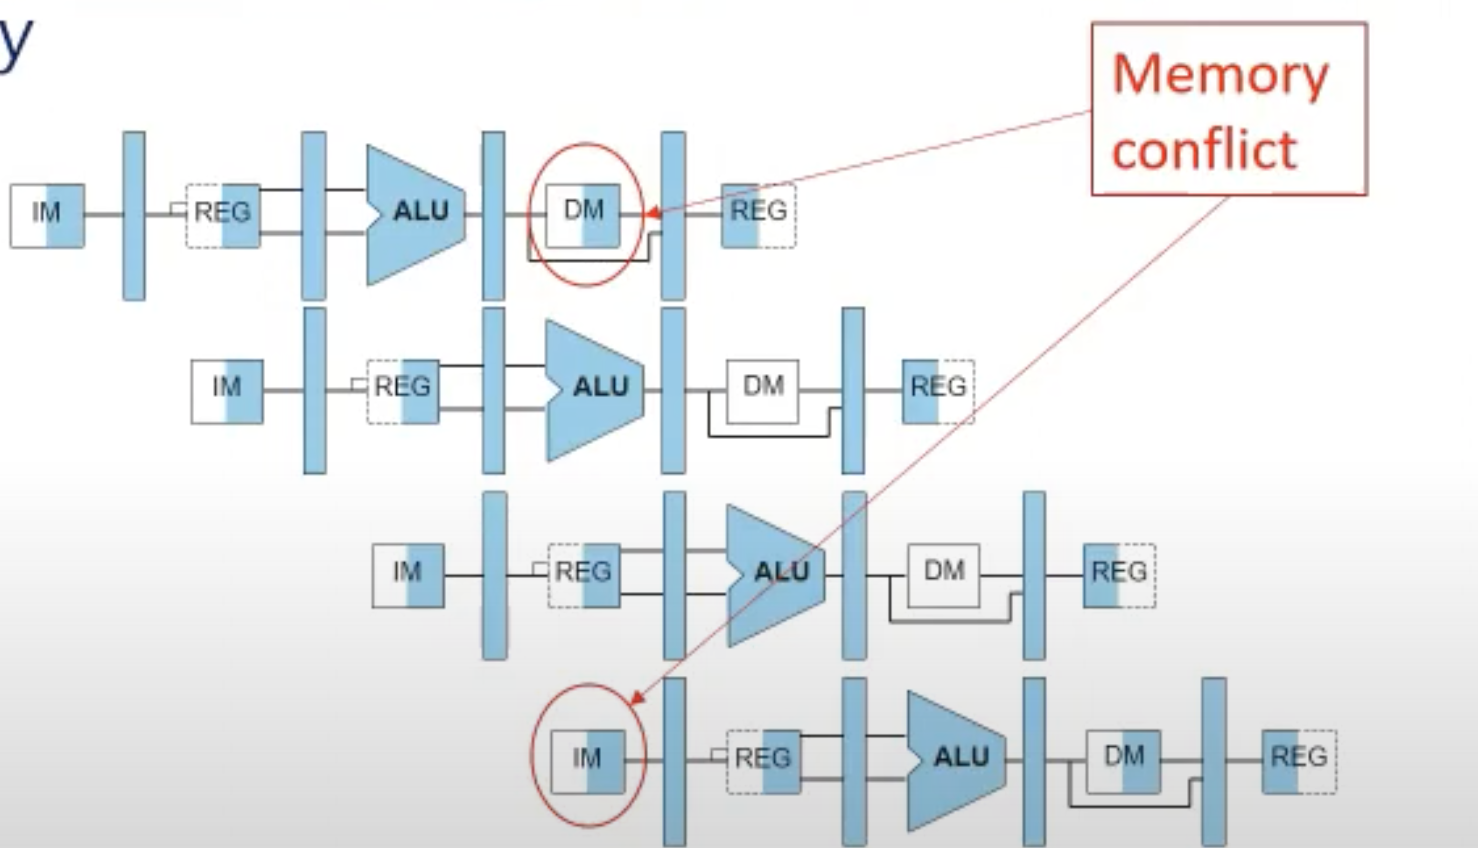 y
Memory
conflict
IM REG ALU DM REG
IM REG ALU DM REG
IM REG ALU DM REG
IM REG ALU DM REG